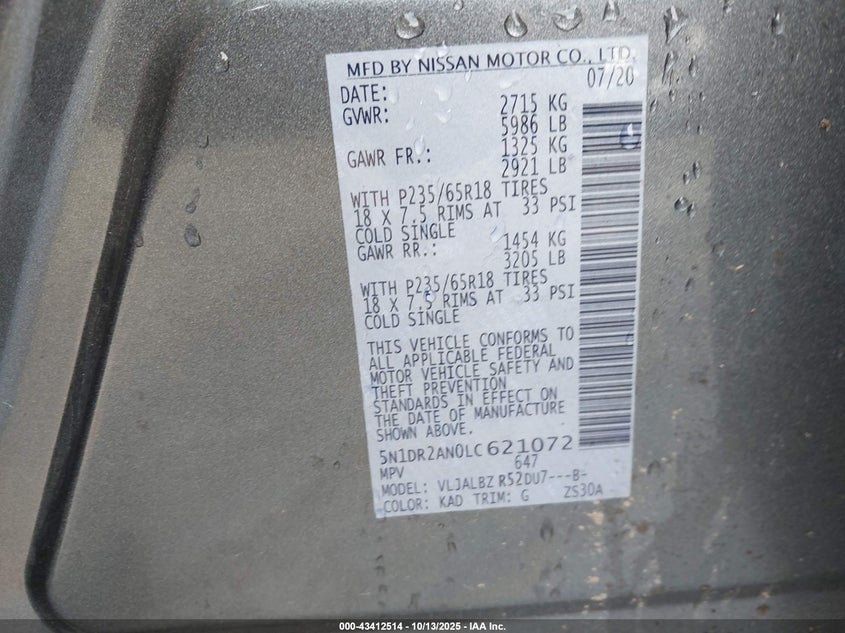 MFD BY NISSAN MOTOR CO., LTD.
DATE: 07/20
GVWR: 2715 KG
5986 LB
GAWR FR.: 1325 KG
2921 LB
WITH P235/65R18 TIRES
18 X 7.5 RIMS AT 33 PSI
COLD SINGLE
GAWR RR.: 1454 KG
3205 LB
WITH P235/65R18 TIRES
18 X 7.5 RIMS AT 33 PSI
COLD SINGLE
THIS VEHICLE CONFORMS TO
ALL APPLICABLE FEDERAL
MOTOR VEHICLE SAFETY AND
THEFT PREVENTION
STANDARDS IN EFFECT ON
THE DATE OF MANUFACTURE
SHOWN ABOVE.
5N1DR2AN0LC621072
MPV 647
MODEL: VLJALBZ R52DU7---B-
COLOR: KAD TRIM: G ZS30A
000-43412514 - 10/13/2025 - IAA Inc.